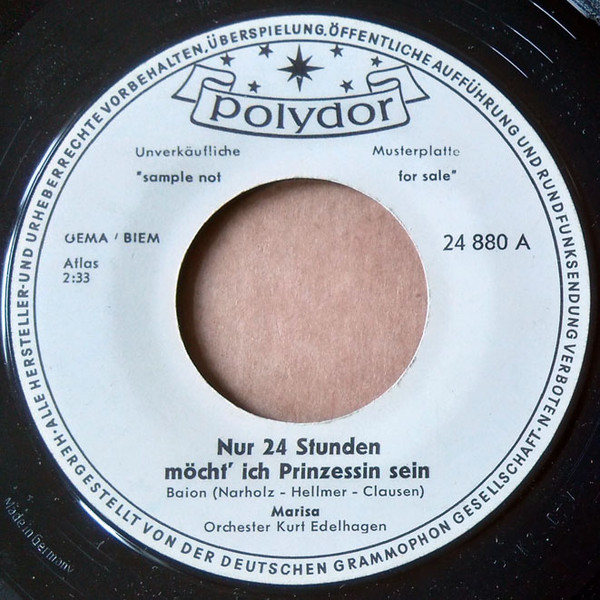 ·ALLE HERSTELLER-UND URHEBERRECHTE VORBEHALTEN, ÜBERSPIELUNG, ÖFFENTLICHE AUFFÜHRUNG UND RUNDFUNKSENDUNG VERBOTEN·
polydor
Unverkäufliche Musterplatte
"sample not for sale"
GEMA / BIEM
24 880 A
Atlas
2:33
Nur 24 Stunden
möcht' ich Prinzessin sein
Baion (Narholz - Hellmer - Clausen)
Marisa
Orchester Kurt Edelhagen
HERGESTELLT VON DER DEUTSCHEN GRAMMOPHON GESELLSCHAFT·
Made in Germany